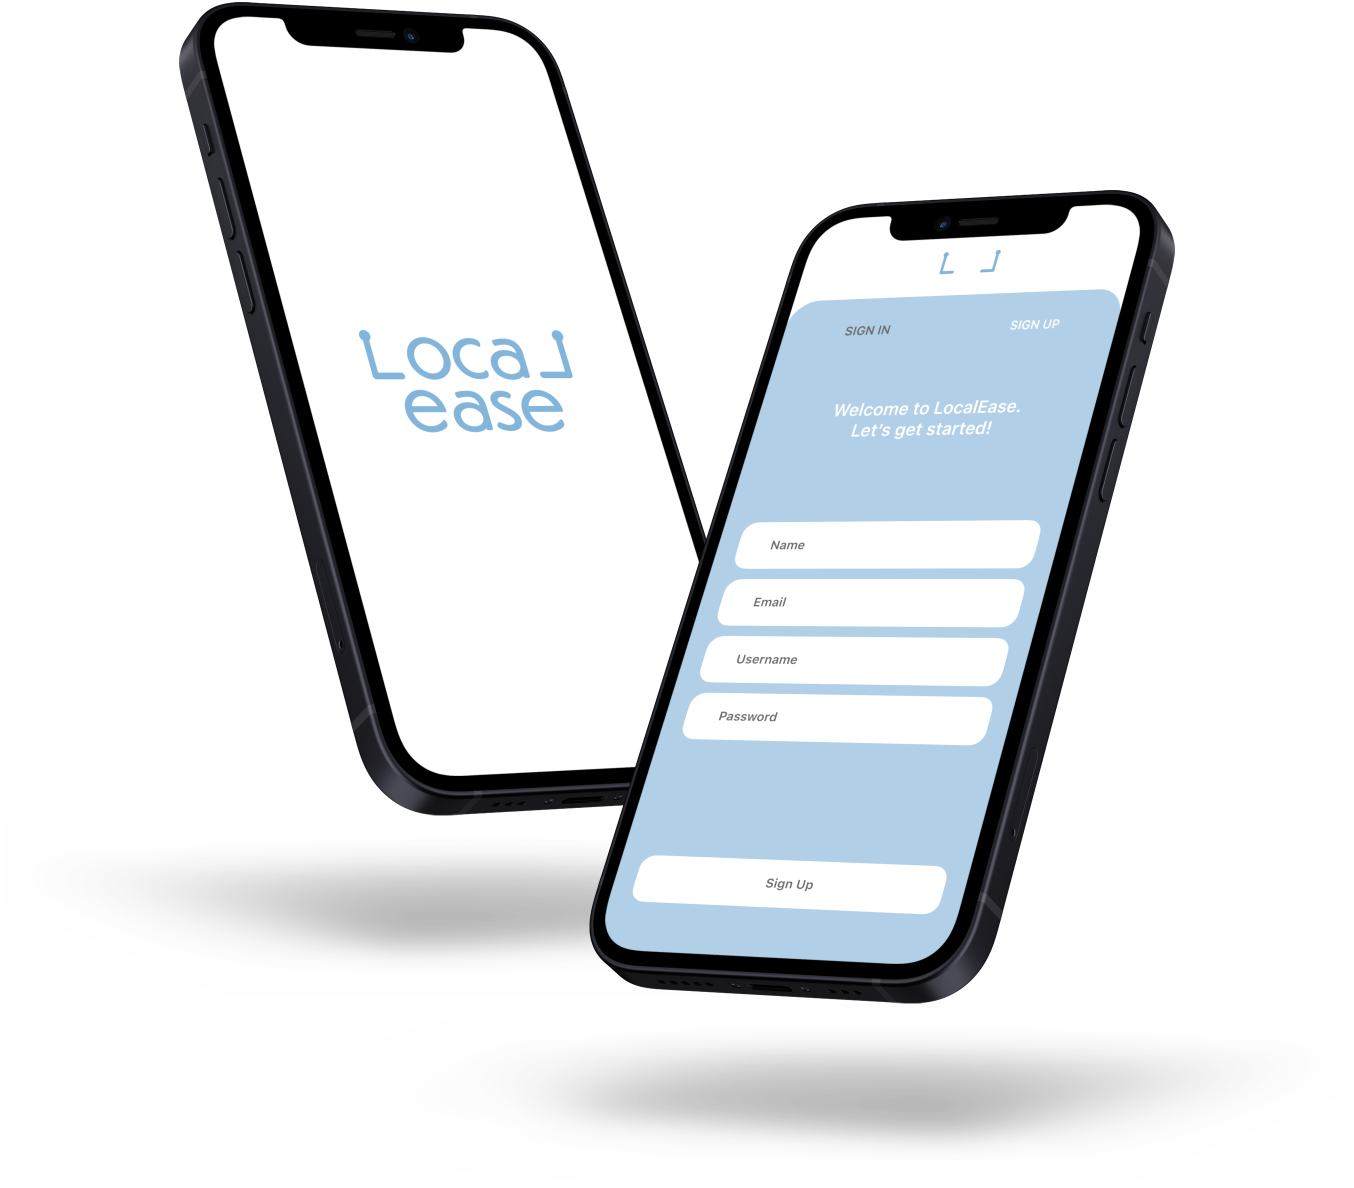 Local
ease
SIGN IN
SIGN UP
Welcome to LocalEase.
Let's get started!
Name
Email
Username
Password
Sign Up